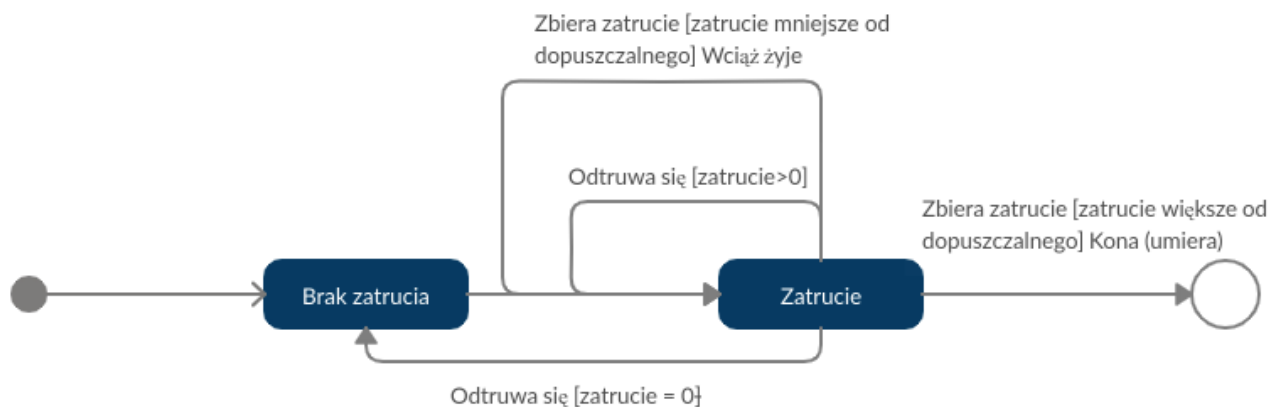 Zbiera zatrucie [zatrucie mniejsze od
dopuszczalnego] Wciąż żyje
Odtruwa się [zatrucie>0]
Zbiera zatrucie [zatrucie większe od
dopuszczalnego] Kona (umiera)
Brak zatrucia
Zatrucie
Odtruwa się [zatrucie = 0}